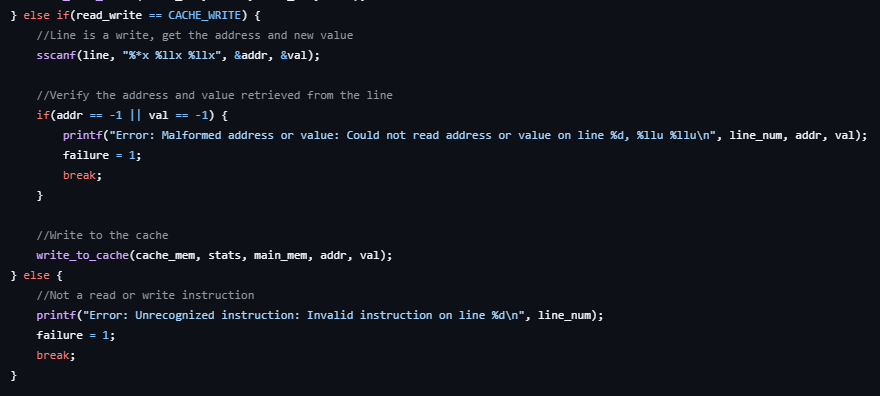 } else if(read_write == CACHE_WRITE) {
//Line is a write, get the address and new value
sscanf(line, "%*x %llx %llx", &addr, &val);
//Verify the address and value retrieved from the line
if(addr == -1 || val == -1) {
printf("Error: Malformed address or value: Could not read address or value on line %d, %llu %llu\n", line_num, addr, val);
failure = 1;
break;
}
//Write to the cache
write_to_cache(cache_mem, stats, main_mem, addr, val);
} else {
//Not a read or write instruction
printf("Error: Unrecognized instruction: Invalid instruction on line %d\n", line_num);
failure = 1;
break;
}